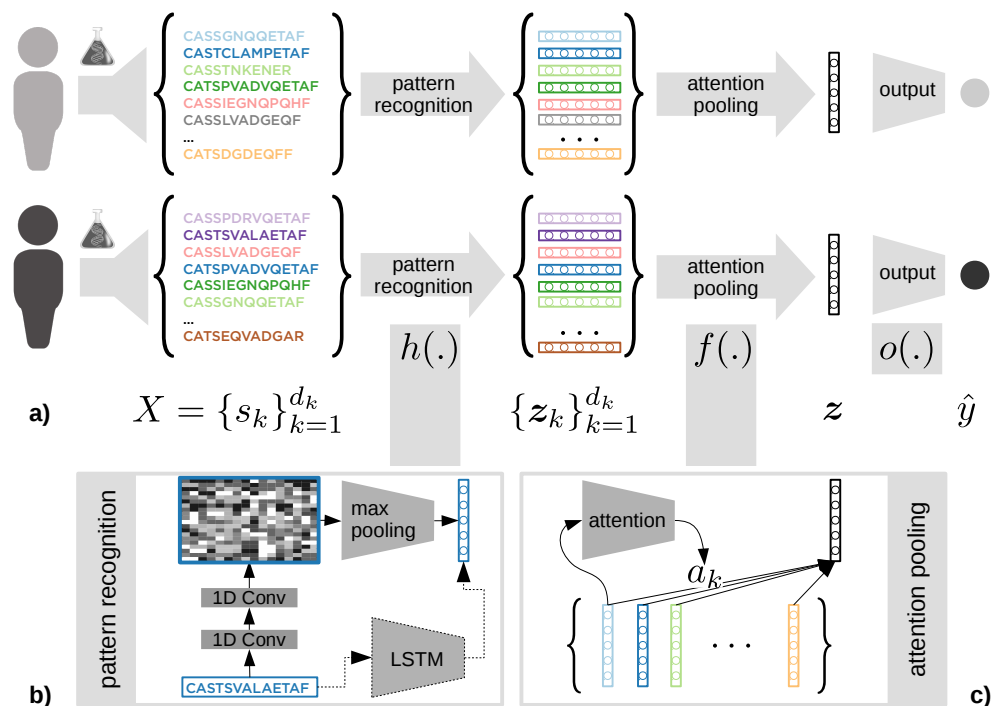 CASSGNQQETAF
CASTCLAMPETAF
CASSTNKENER
CATSPVADVQETAF
CASSIEGNQPQHF
CASSLVADGEQF
...
CATSDGDEQFF
pattern
recognition
. . .
attention
pooling
output
CASSPDRVQETAF
CASTSVALAETAF
CASSLVADGEQF
CATSPVADVQETAF
CASSIEGNQPQHF
CASSGNQQETAF
...
CATSEQVADGAR
pattern
recognition
. . .
attention
pooling
output
h(.)
f(.)
o(.)
a)
X = {s_k}_{k=1}^{d_k}
{z_k}_{k=1}^{d_k}
z
ŷ
pattern recognition
max
pooling
1D Conv
1D Conv
LSTM
CASTSVALAETAF
b)
attention
a_k
. . .
attention pooling
c)